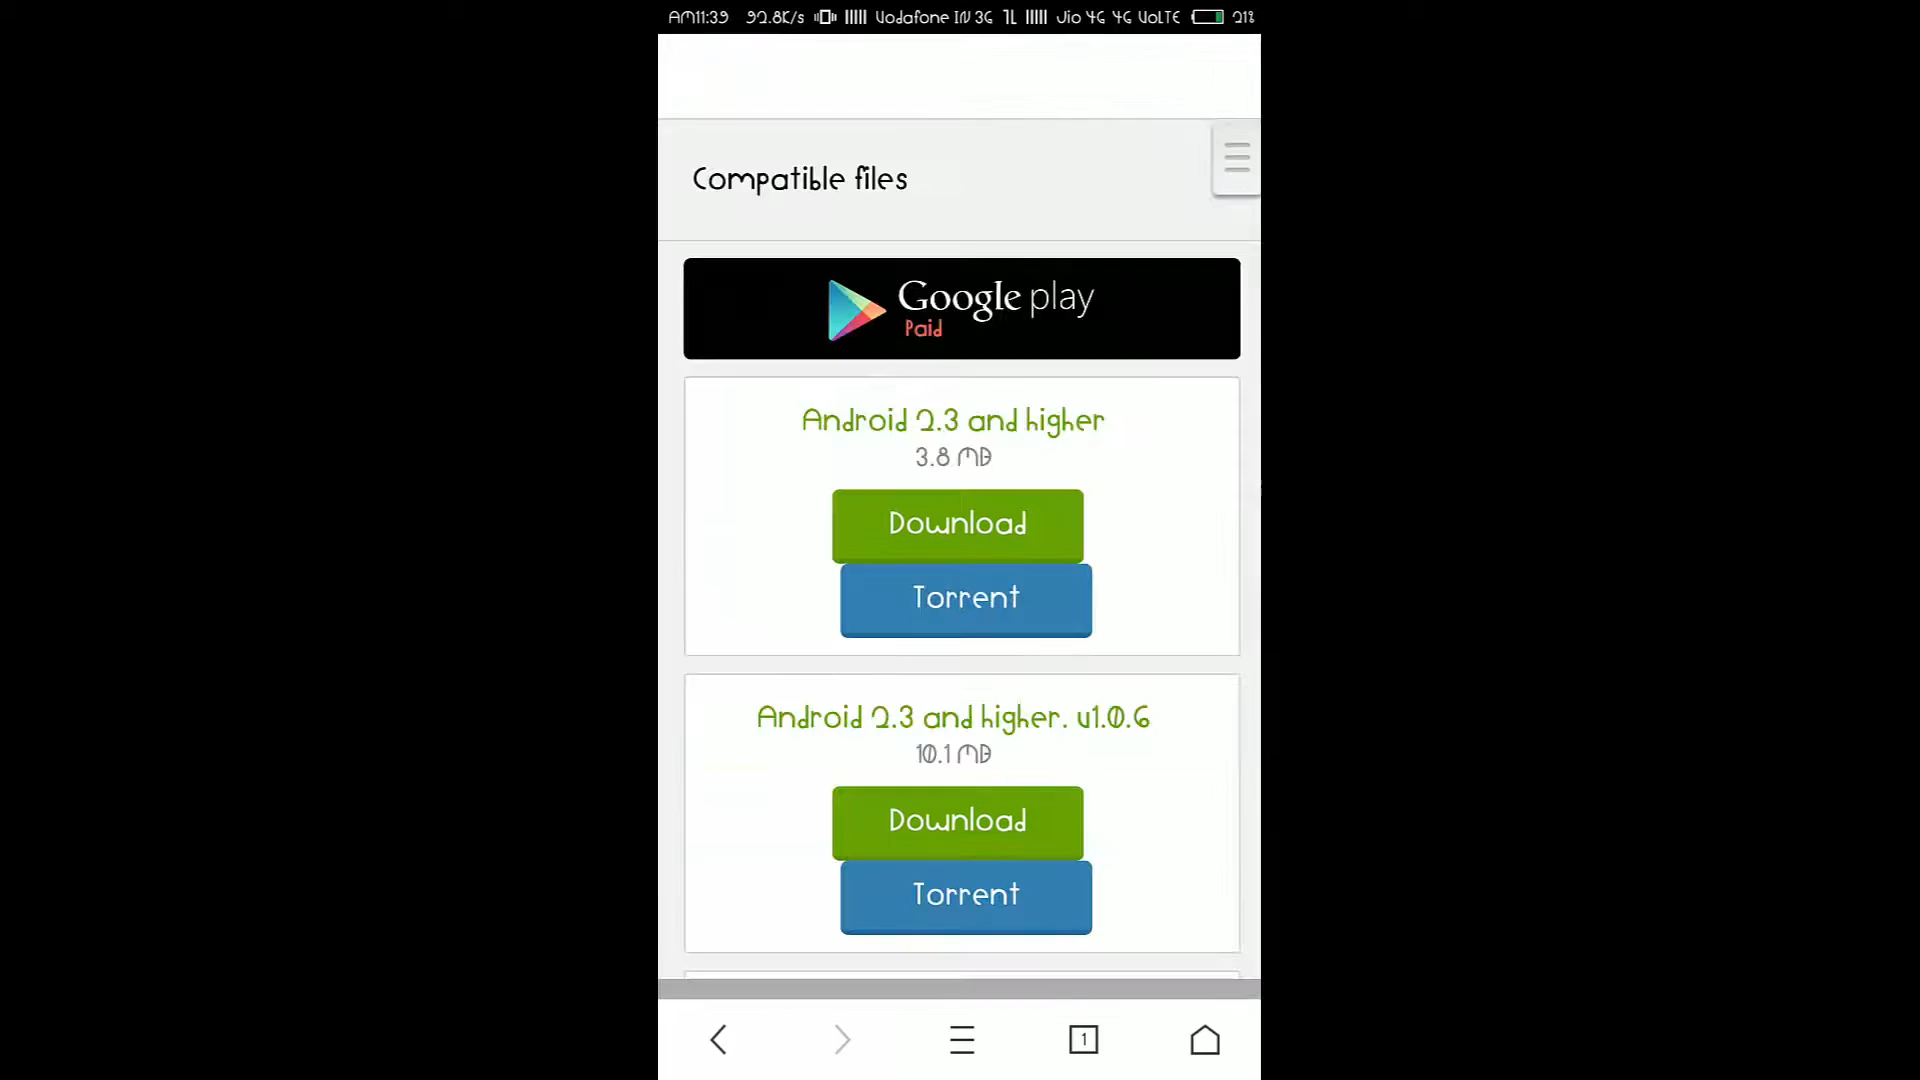 AM11:39 92.8K/s Vodafone IN 3G 1L Jio 4G 4G VoLTE 21%
Compatible files
Google play
Paid
Android 2.3 and higher
3.8 MB
Download
Torrent
Android 2.3 and higher. v1.0.6
10.1 MB
Download
Torrent
1